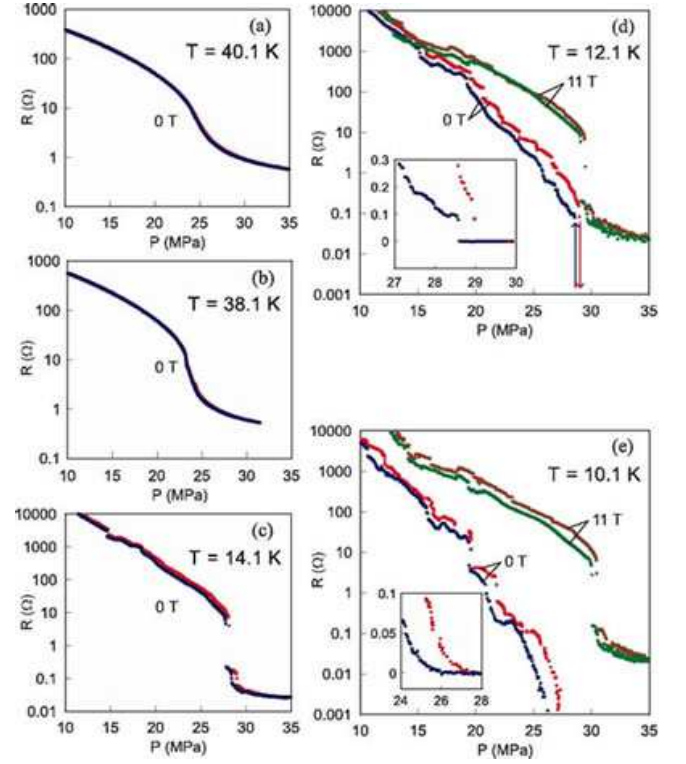 (a)
T = 40.1 K
0 T
R (Ω)
1000
100
10
1
0.1
10 15 20 25 30 35
P (MPa)
(b)
T = 38.1 K
0 T
R (Ω)
1000
100
10
1
0.1
10 15 20 25 30 35
P (MPa)
(c)
T = 14.1 K
0 T
R (Ω)
10000
1000
100
10
1
0.1
0.01
10 15 20 25 30 35
P (MPa)
(d)
T = 12.1 K
11 T
0 T
R (Ω)
10000
1000
100
10
1
0.1
0.01
0.001
10 15 20 25 30 35
P (MPa)
0.3
0.2
0.1
0
27 28 29 30
(e)
T = 10.1 K
11 T
0 T
R (Ω)
10000
1000
100
10
1
0.1
0.01
0.001
10 15 20 25 30 35
P (MPa)
0.1
0.05
0
24 26 28